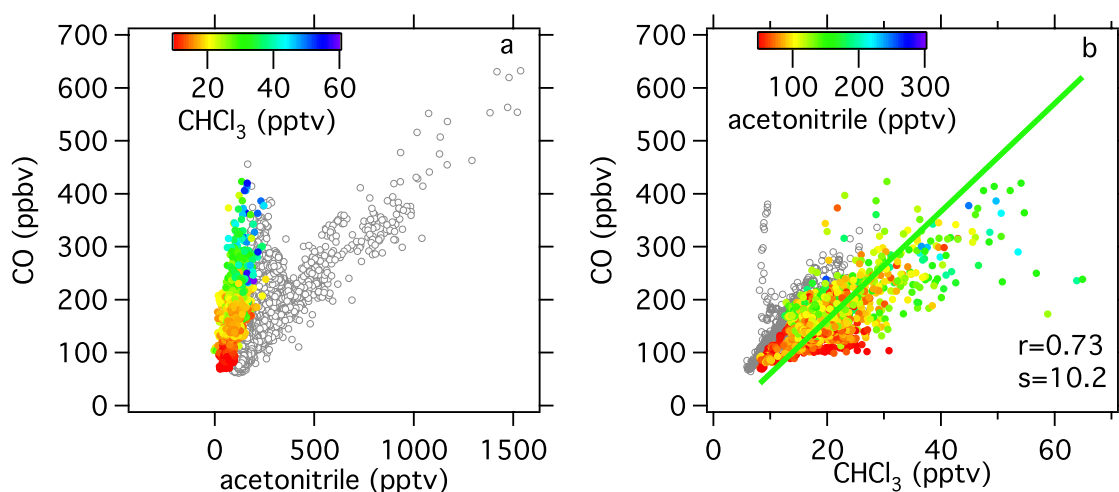 700
600
500
400
300
200
100
0
CO (ppbv)
a
20 40 60
CHCl3 (pptv)
0 500 1000 1500
acetonitrile (pptv)
700
600
500
400
300
200
100
0
CO (ppbv)
b
100 200 300
acetonitrile (pptv)
r=0.73
s=10.2
0 20 40 60
CHCl3 (pptv)